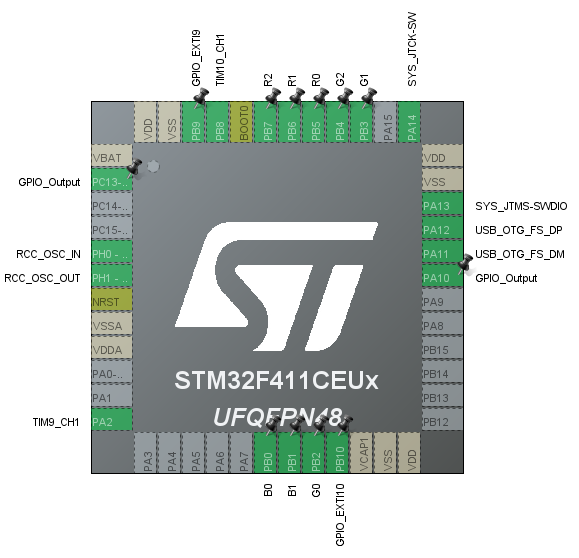 GPIO_EXTI9
TIM10_CH1
R2
R1
R0
G2
G1
SYS_JTCK-SW
VDD
VSS
PB9
PB8
BOOT0
PB7
PB6
PB5
PB4
PB3
PA15
PA14
VBAT
GPIO_Output
PC13-..
PC14-..
PC15-..
RCC_OSC_IN
PH0 - ..
RCC_OSC_OUT
PH1 - ..
NRST
VSSA
VDDA
PA0-..
PA1
TIM9_CH1
PA2
VDD
VSS
PA13 SYS_JTMS-SWDIO
PA12 USB_OTG_FS_DP
PA11 USB_OTG_FS_DM
PA10 GPIO_Output
PA9
PA8
PB15
PB14
PB13
PB12
ST
STM32F411CEUx
UFQFPN48
PA3
PA4
PA5
PA6
PA7
PB0
PB1
PB2
PB10
VCAP1
VSS
VDD
B0
B1
G0
GPIO_EXTI10